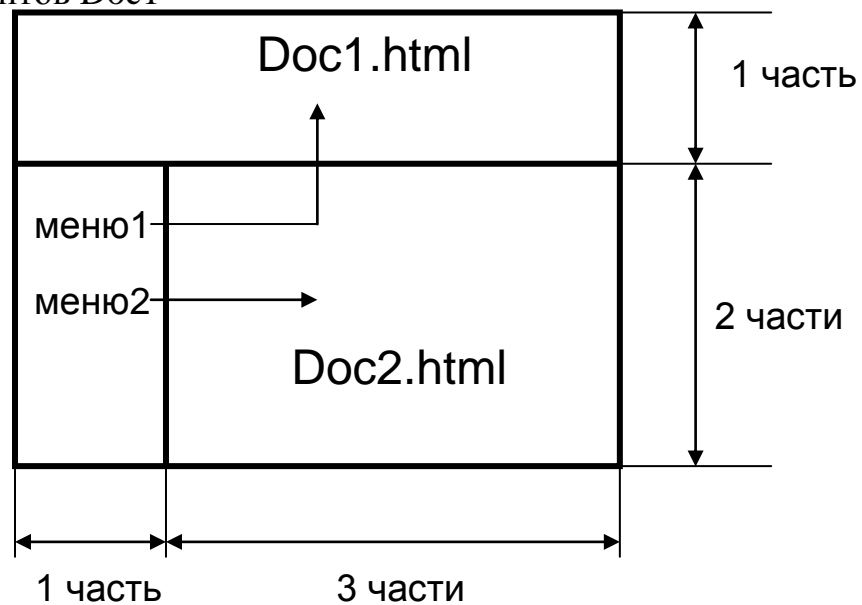 Doc1.html
1 часть
меню1
меню2
2 части
Doc2.html
1 часть
3 части